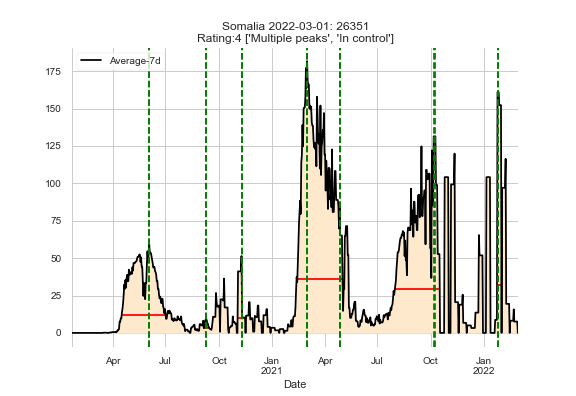 Somalia 2022-03-01: 26351
Rating:4 ['Multiple peaks', 'In control']
Average-7d
175
150
125
100
75
50
25
0
Apr Jul Oct Jan Apr Jul Oct Jan
2021 2022
Date